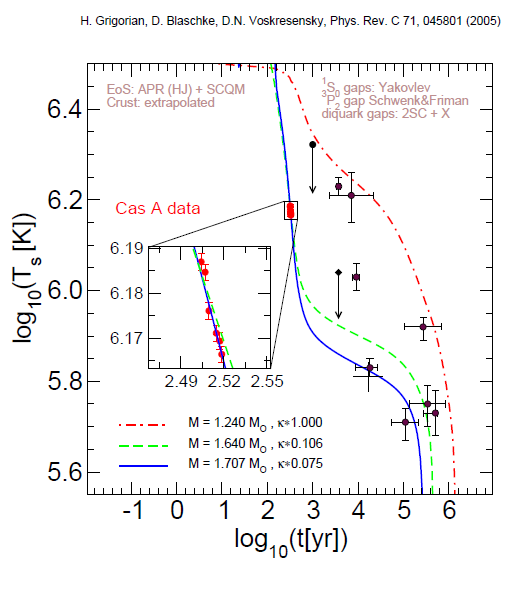 H. Grigorian, D. Blaschke, D.N. Voskresensky, Phys. Rev. C 71, 045801 (2005)
EoS: APR (HJ) + SCQM
Crust: extrapolated
¹S₀ gaps: Yakovlev
³P₂ gap Schwenk&Friman
diquark gaps: 2SC + X
6.4
6.2
6.0
5.8
5.6
log₁₀(Tₛ [K])
Cas A data
6.19
6.18
6.17
2.49 2.52 2.55
M = 1.240 M_O , κ*1.000
M = 1.640 M_O , κ*0.106
M = 1.707 M_O , κ*0.075
-1 0 1 2 3 4 5 6
log₁₀(t[yr])